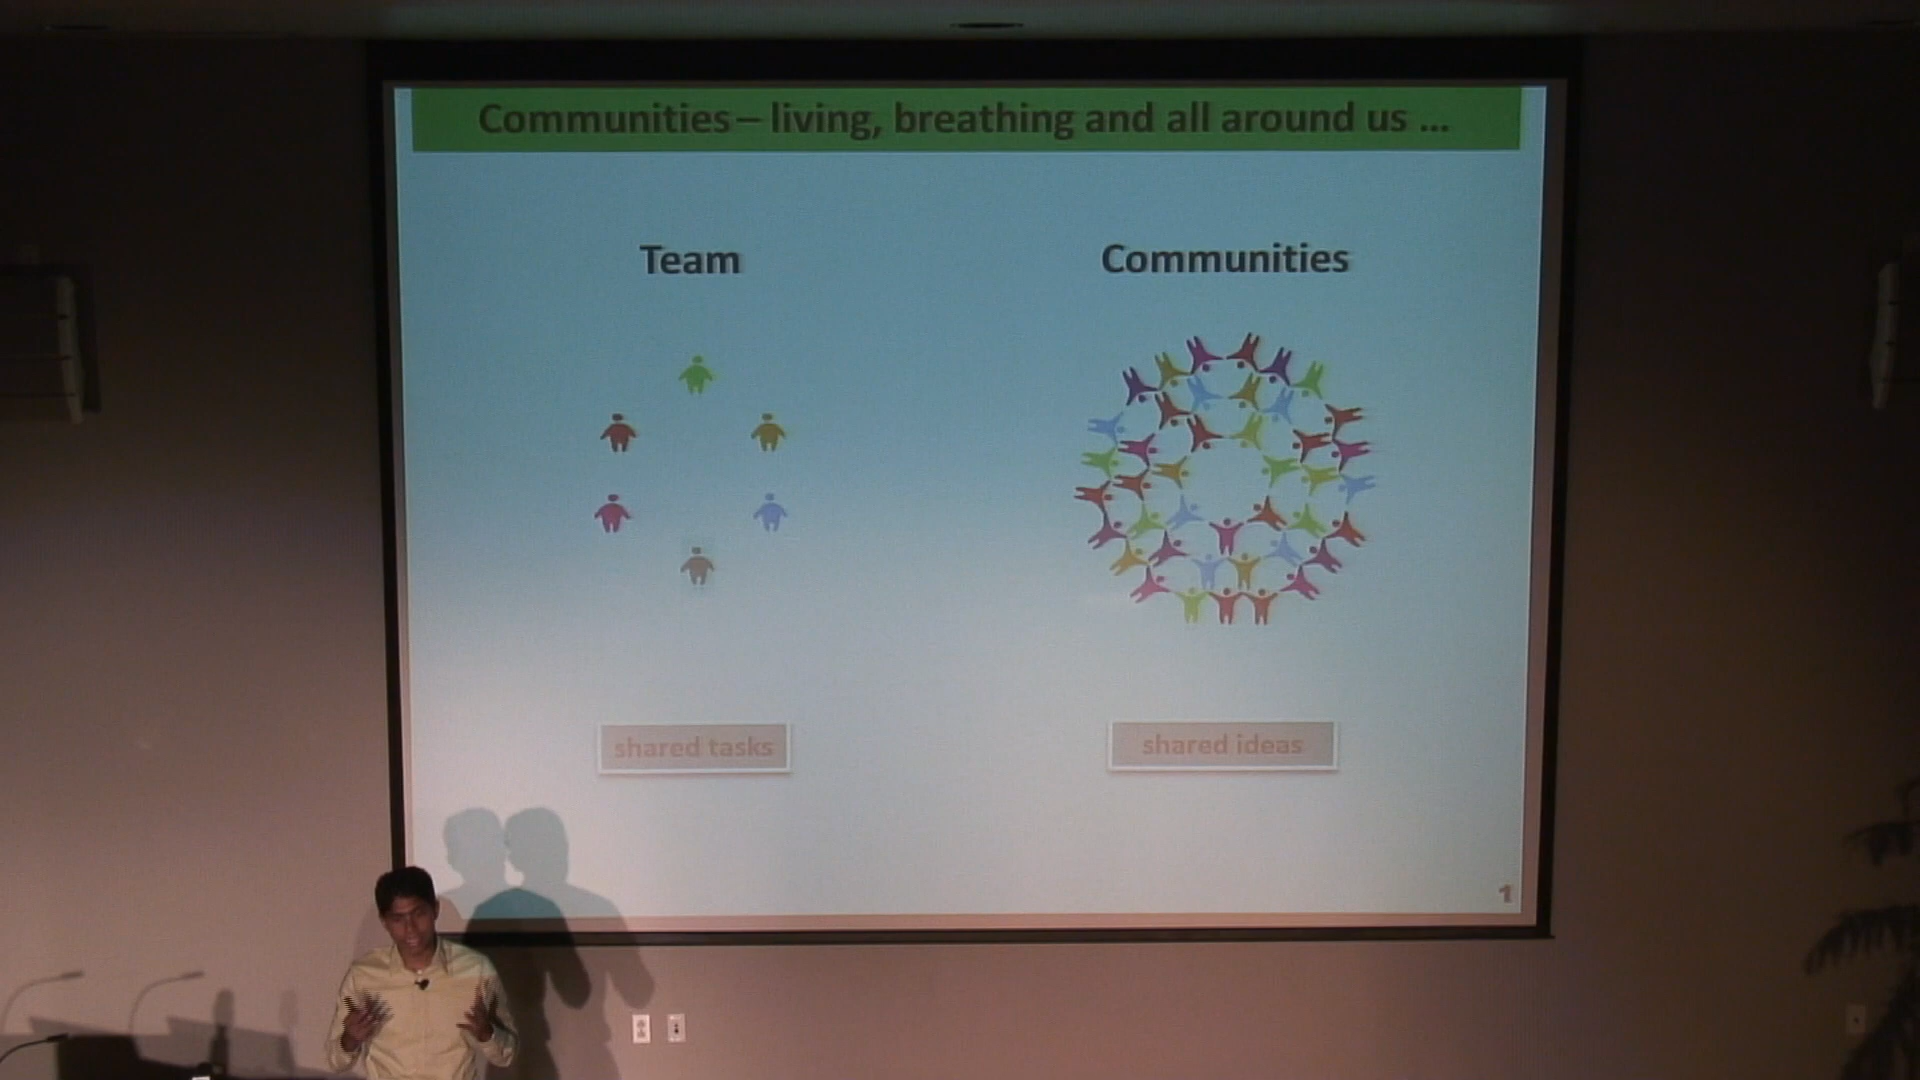 Communities – living, breathing and all around us ...
Team
Communities
shared tasks
shared ideas
1